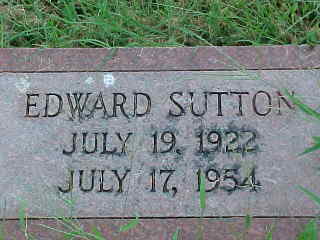 EDWARD SUTTON
JULY 19, 1922
JULY 17, 1954